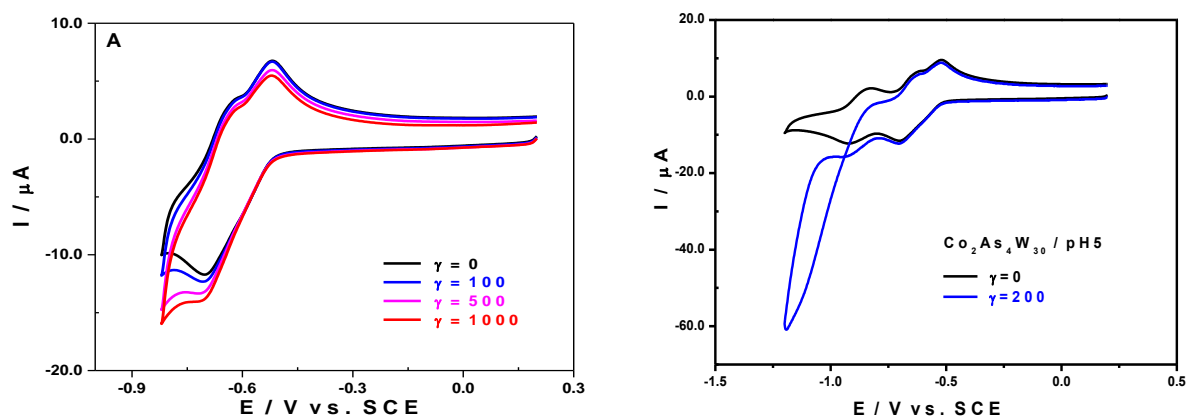 A
10.0
0.0
-10.0
-20.0
I / μA
γ = 0
γ = 100
γ = 500
γ = 1000
-0.9
-0.6
-0.3
0.0
0.3
E / V vs. SCE
20.0
0.0
-20.0
-40.0
-60.0
I / μA
Co₂As₄W₃₀ / pH5
γ=0
γ=200
-1.5
-1.0
-0.5
0.0
0.5
E / V vs. SCE